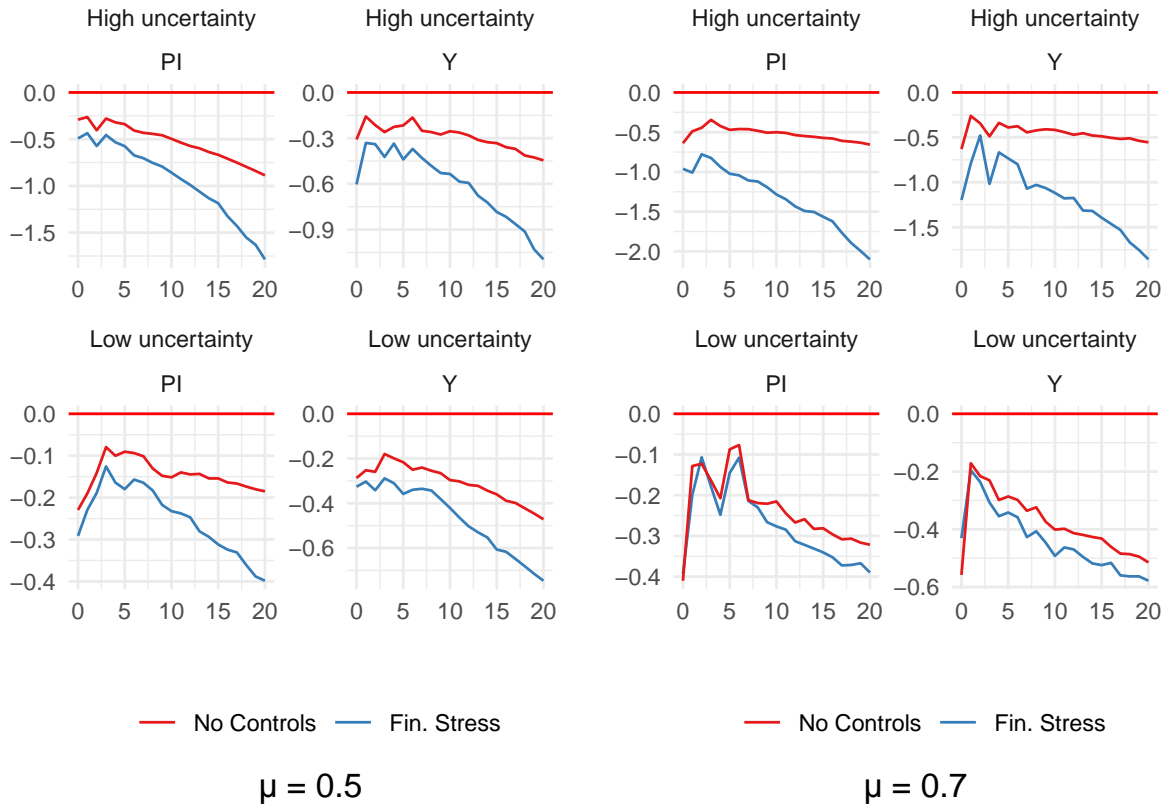 High uncertainty High uncertainty High uncertainty High uncertainty
PI Y PI Y
0.0 −0.5 −1.0 −1.5
0 5 10 15 20
0.0 −0.3 −0.6 −0.9
0 5 10 15 20
0.0 −0.5 −1.0 −1.5 −2.0
0 5 10 15 20
0.0 −0.5 −1.0 −1.5
0 5 10 15 20
Low uncertainty Low uncertainty Low uncertainty Low uncertainty
PI Y PI Y
0.0 −0.1 −0.2 −0.3 −0.4
0 5 10 15 20
0.0 −0.2 −0.4 −0.6
0 5 10 15 20
0.0 −0.1 −0.2 −0.3 −0.4
0 5 10 15 20
0.0 −0.2 −0.4 −0.6
0 5 10 15 20
No Controls Fin. Stress No Controls Fin. Stress
μ = 0.5 μ = 0.7